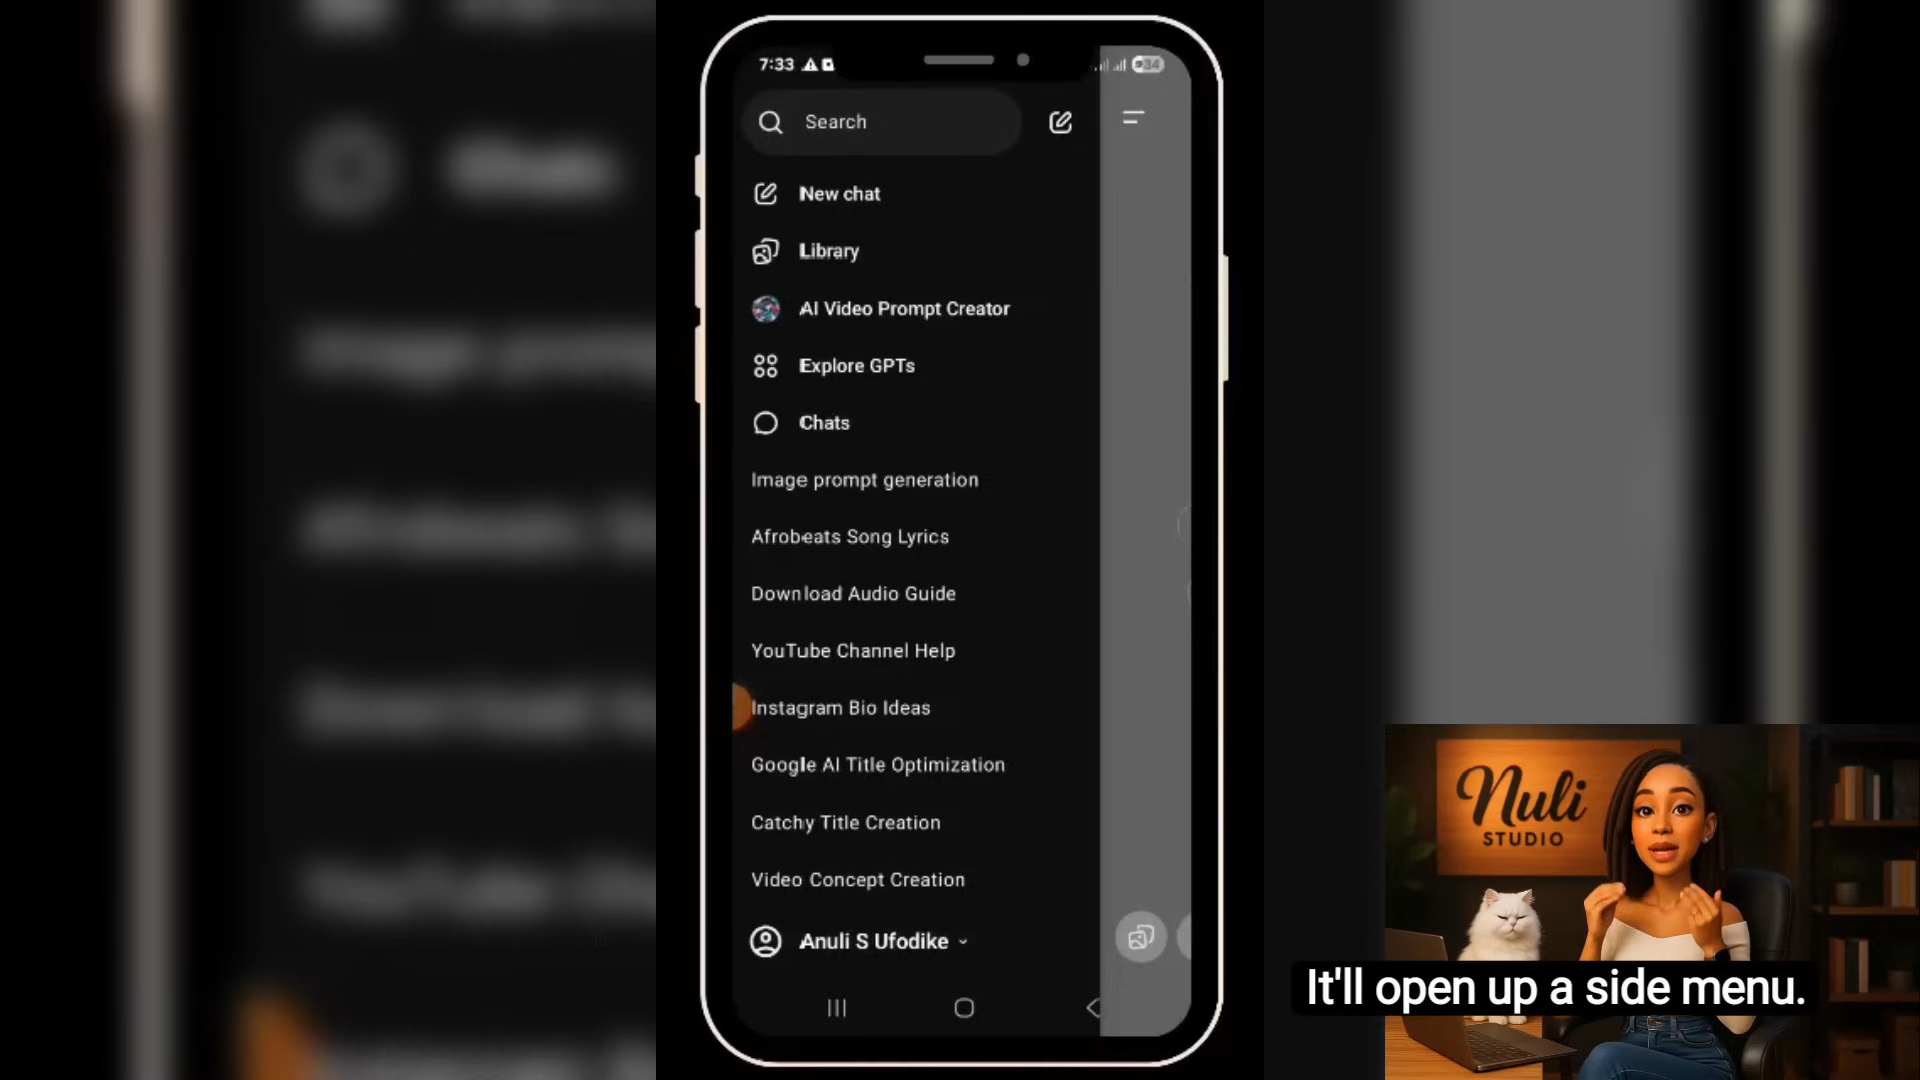 7:33
84
Search
New chat
Library
AI Video Prompt Creator
Explore GPTs
Chats
Image prompt generation
Afrobeats Song Lyrics
Download Audio Guide
YouTube Channel Help
Instagram Bio Ideas
Google AI Title Optimization
Catchy Title Creation
Video Concept Creation
Anuli S Ufodike
Nuli
STUDIO
It'll open up a side menu.